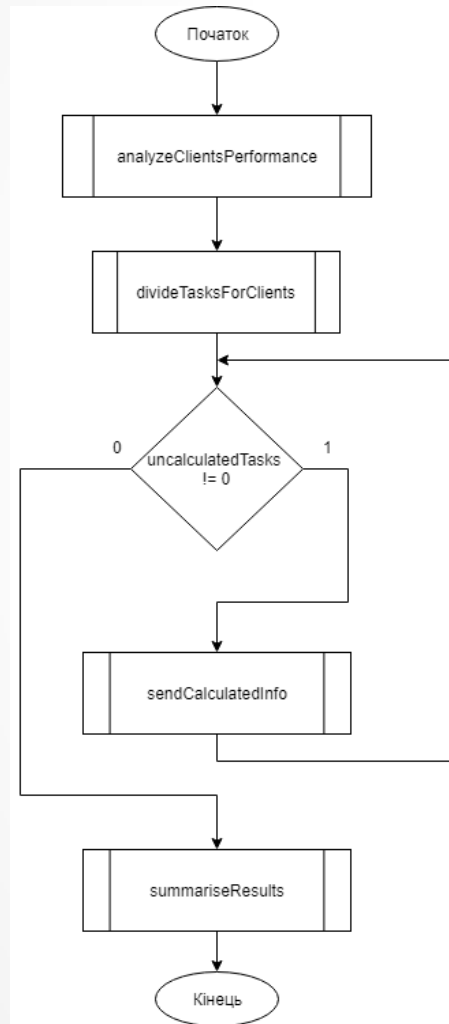 Початок
analyzeClientsPerformance
divideTasksForClients
0
1
uncalculatedTasks
!= 0
sendCalculatedInfo
summariseResults
Кінець